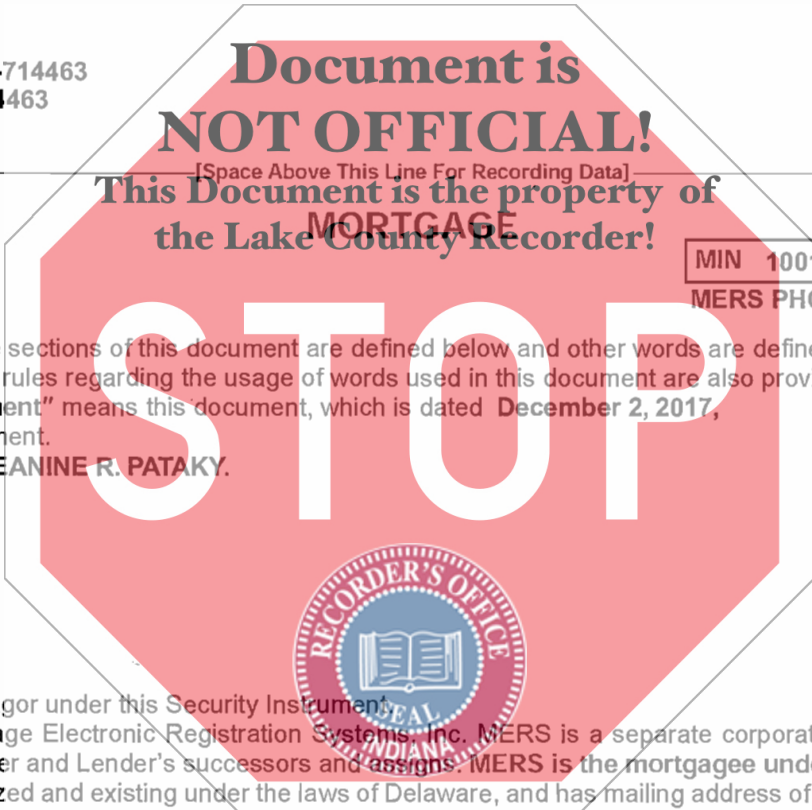 -714463
4463
Document is
NOT OFFICIAL!
[Space Above This Line For Recording Data]
This Document is the property of
MORTGAGE
the Lake County Recorder!
MIN 1001
MERS PHO
sections of this document are defined below and other words are define
rules regarding the usage of words used in this document are also prov
ent” means this document, which is dated December 2, 2017,
ment.
EANINE R. PATAKY.
STOP
RECORDER'S OFFICE
SEAL
INDIANA
gor under this Security Instrument.
ge Electronic Registration Systems, Inc. MERS is a separate corporat
er and Lender’s successors and assigns. MERS is the mortgagee unde
zed and existing under the laws of Delaware, and has mailing address of